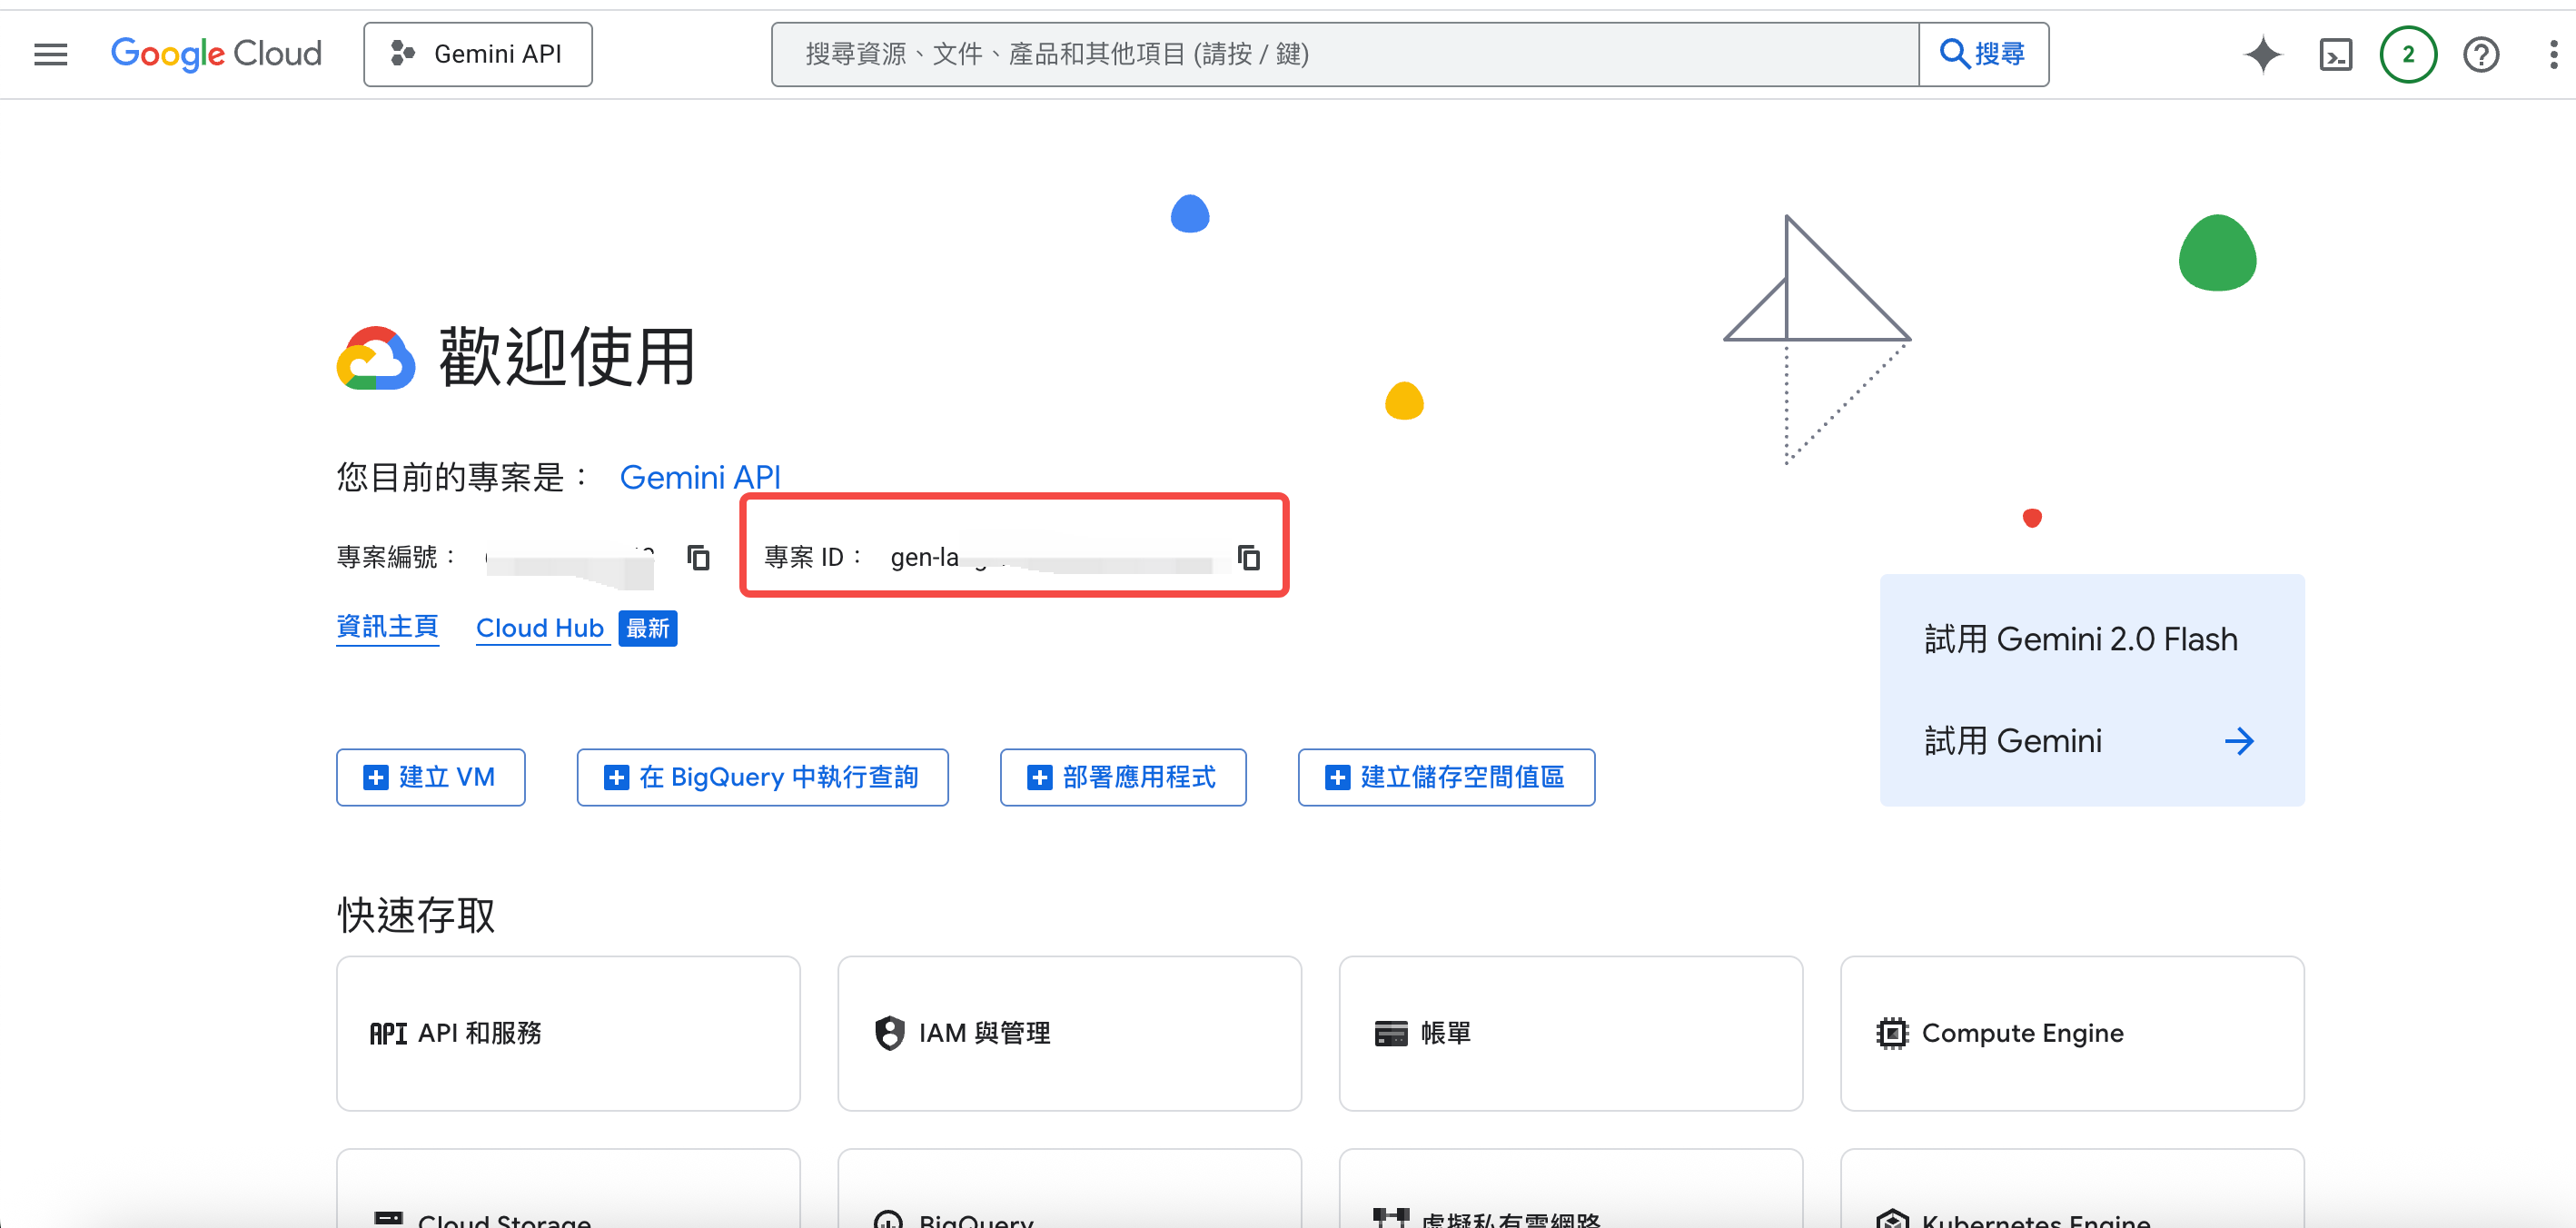 Google Cloud
Gemini API
搜尋資源、文件、產品和其他項目 (請按 / 鍵)
搜尋
2
歡迎使用
您目前的專案是： Gemini API
專案編號：
專案 ID： gen-la
資訊主頁 Cloud Hub 最新
試用 Gemini 2.0 Flash
試用 Gemini
建立 VM
在 BigQuery 中執行查詢
部署應用程式
建立儲存空間值區
快速存取
API API 和服務
IAM 與管理
帳單
Compute Engine
Cloud Storage
BigQuery
虛擬私有雲網路
Kubernetes Engine